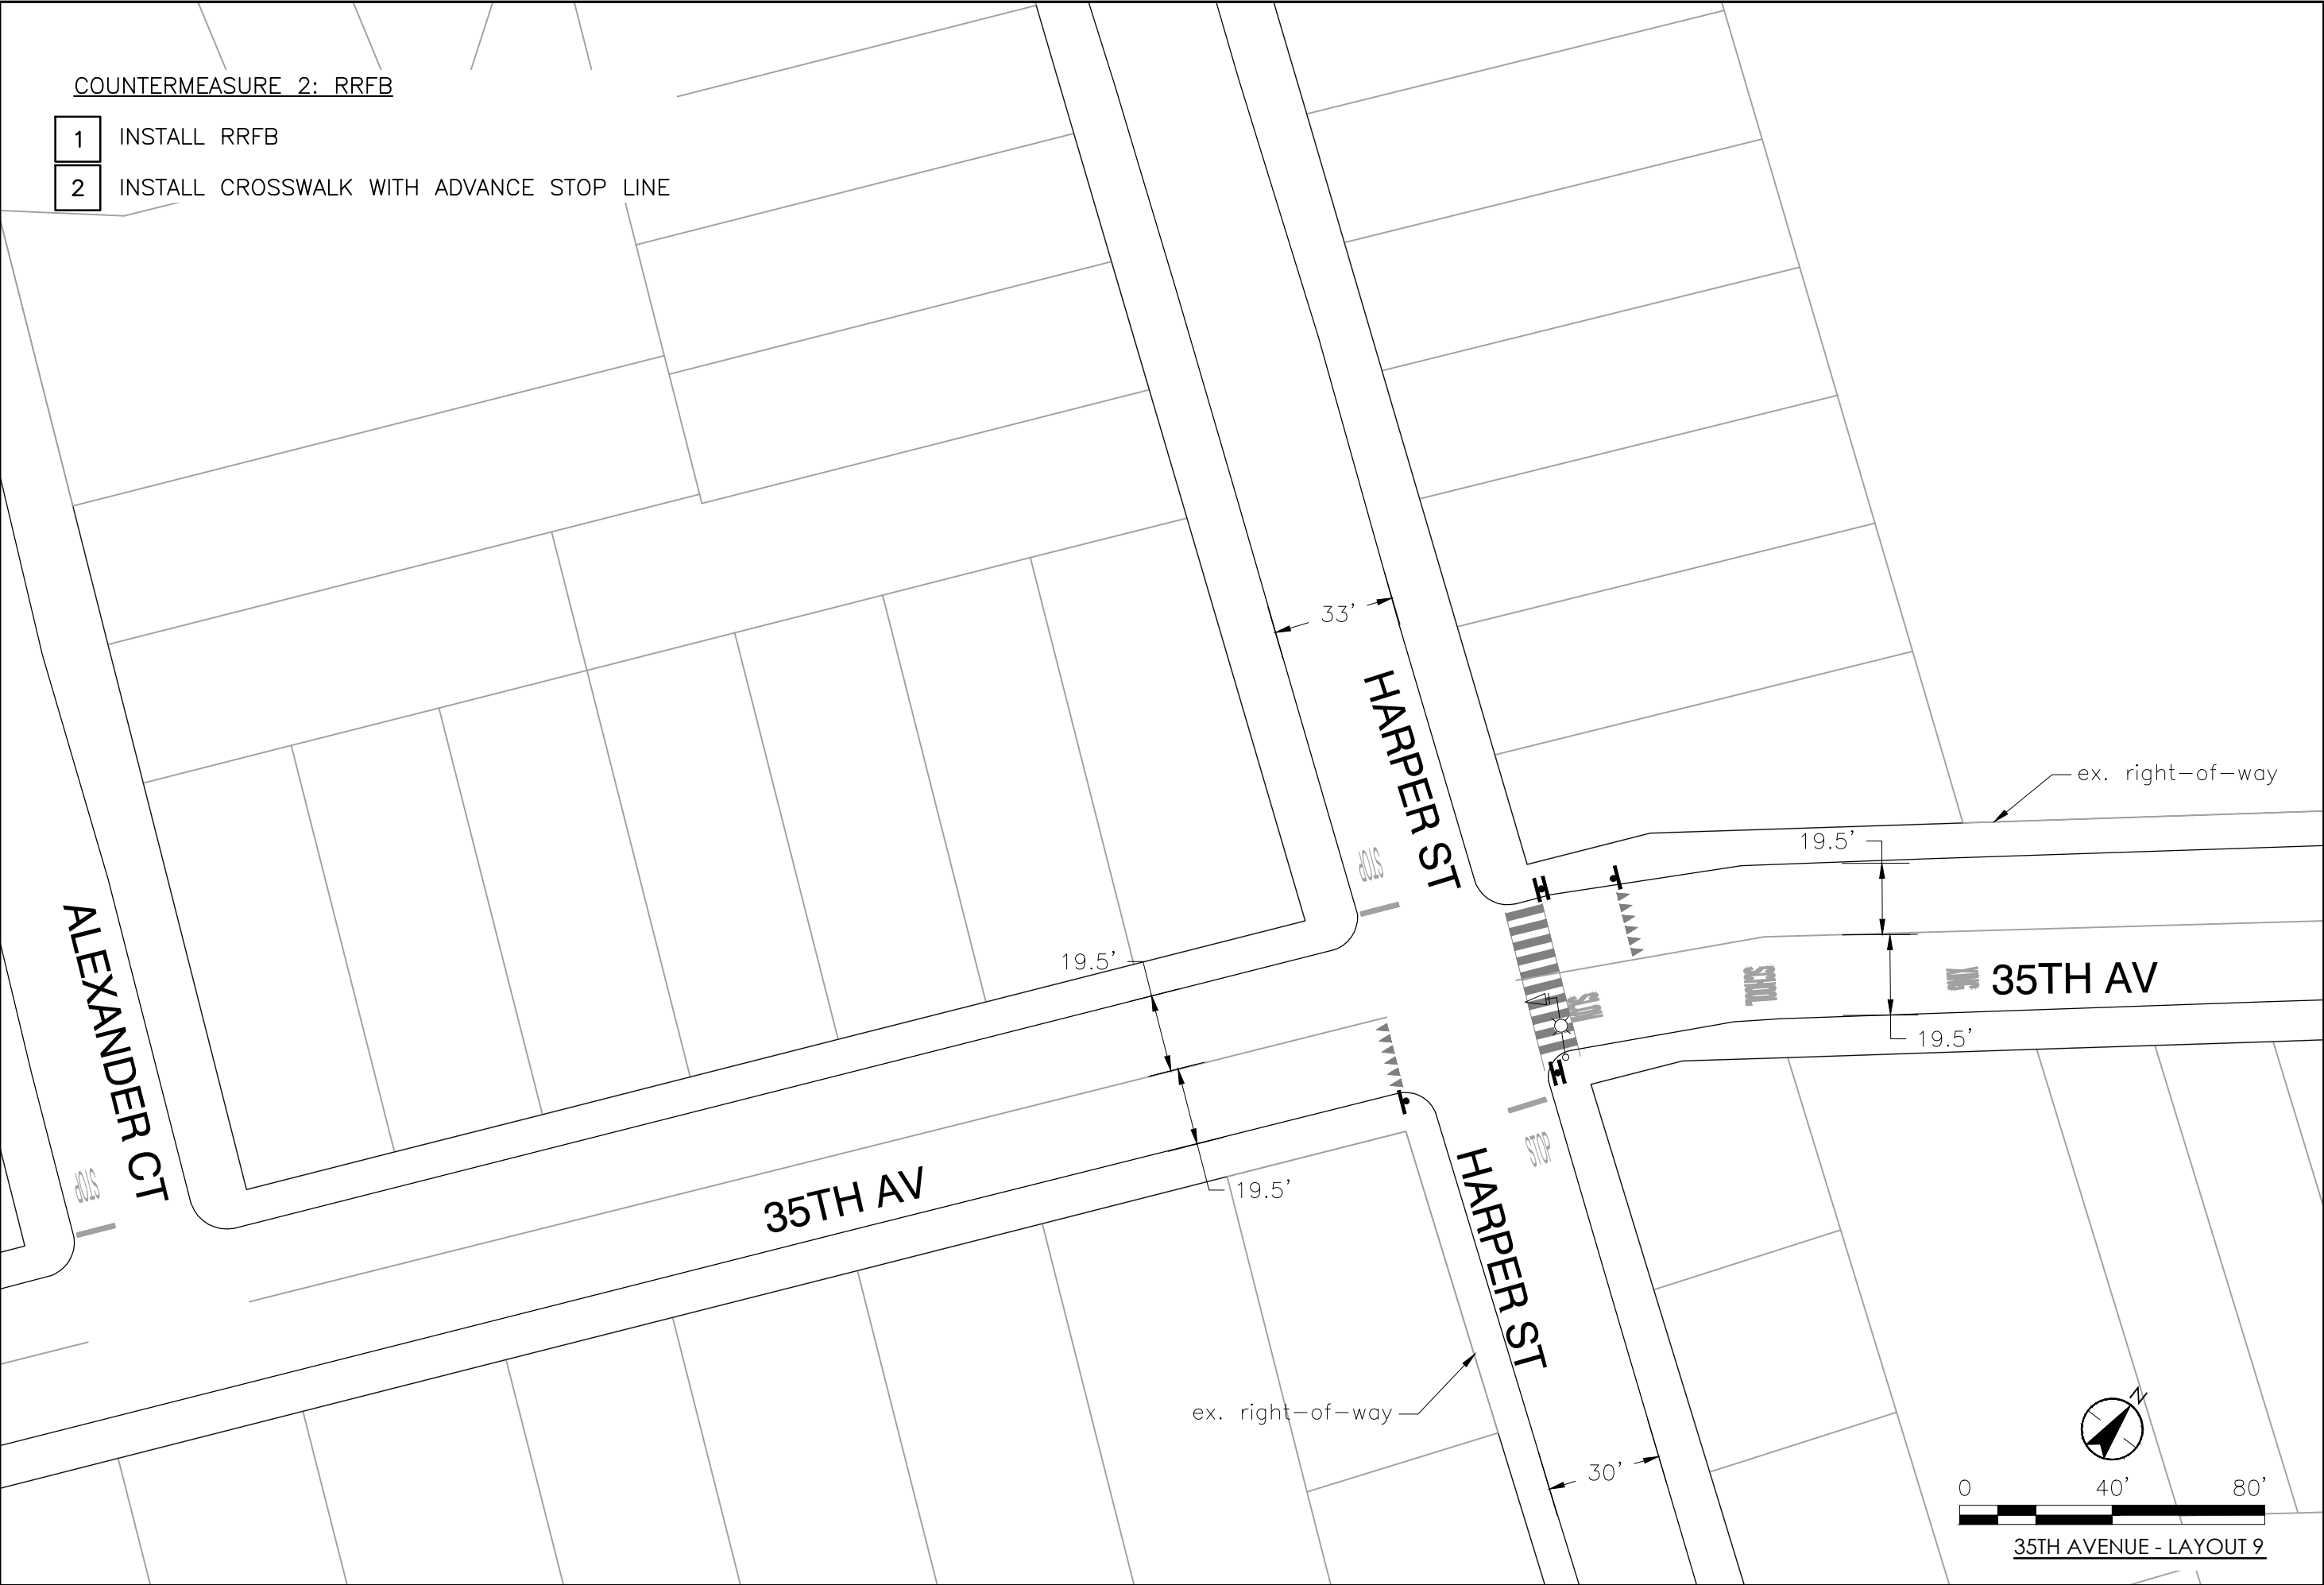 COUNTERMEASURE 2: RRFB
1 INSTALL RRFB
2 INSTALL CROSSWALK WITH ADVANCE STOP LINE
33'
HARPER ST
ex. right-of-way
19.5'
STOP
ALEXANDER CT
19.5'
35TH AV
19.5'
STOP
STOP
35TH AV
19.5'
HARPER ST
ex. right-of-way
30'
N
0 40' 80'
35TH AVENUE - LAYOUT 9